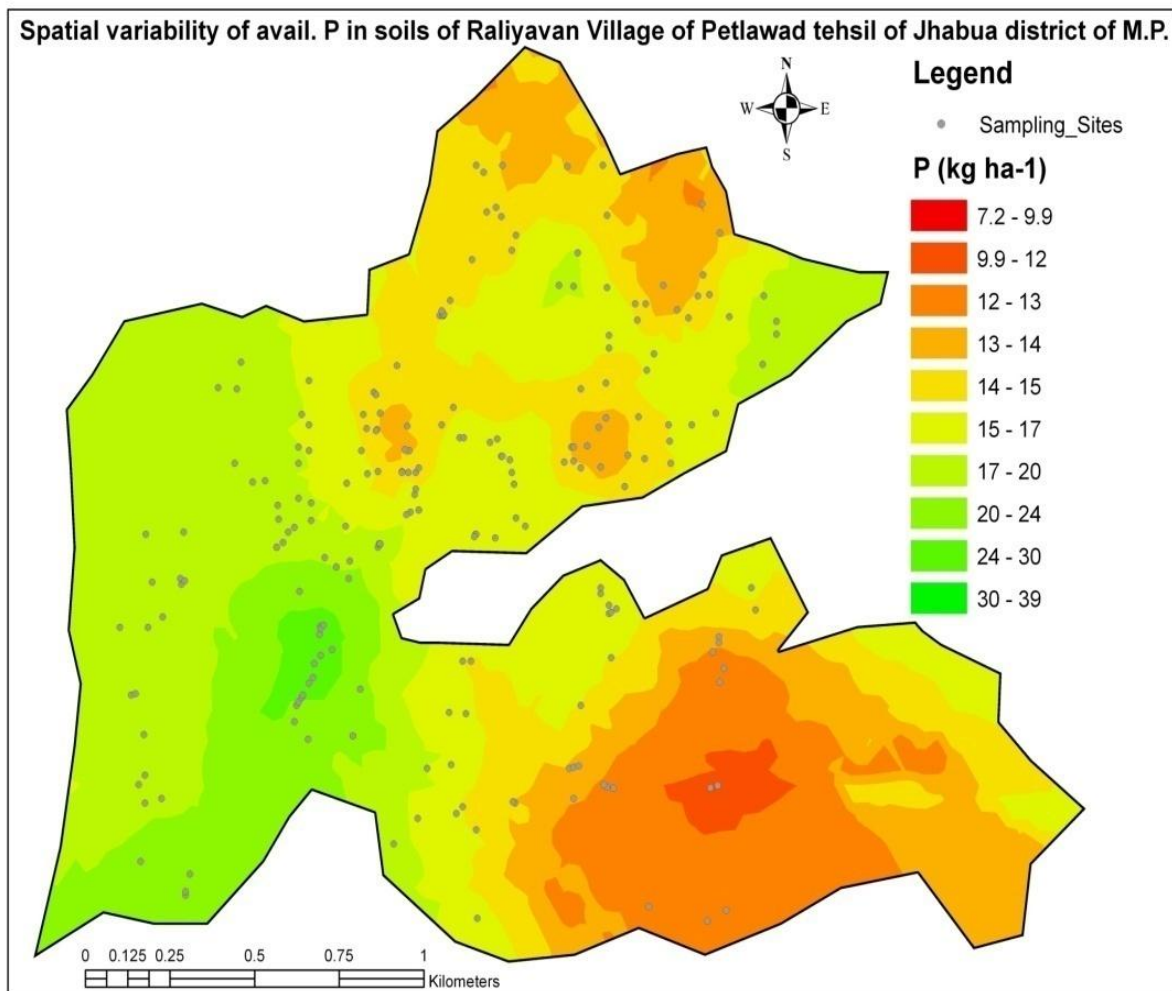 Spatial variability of avail. P in soils of Raliyavan Village of Petlawad tehsil of Jhabua district of M.P.
N
W E
S
Legend
Sampling_Sites
P (kg ha-1)
7.2 - 9.9
9.9 - 12
12 - 13
13 - 14
14 - 15
15 - 17
17 - 20
20 - 24
24 - 30
30 - 39
0 0.125 0.25 0.5 0.75 1
Kilometers